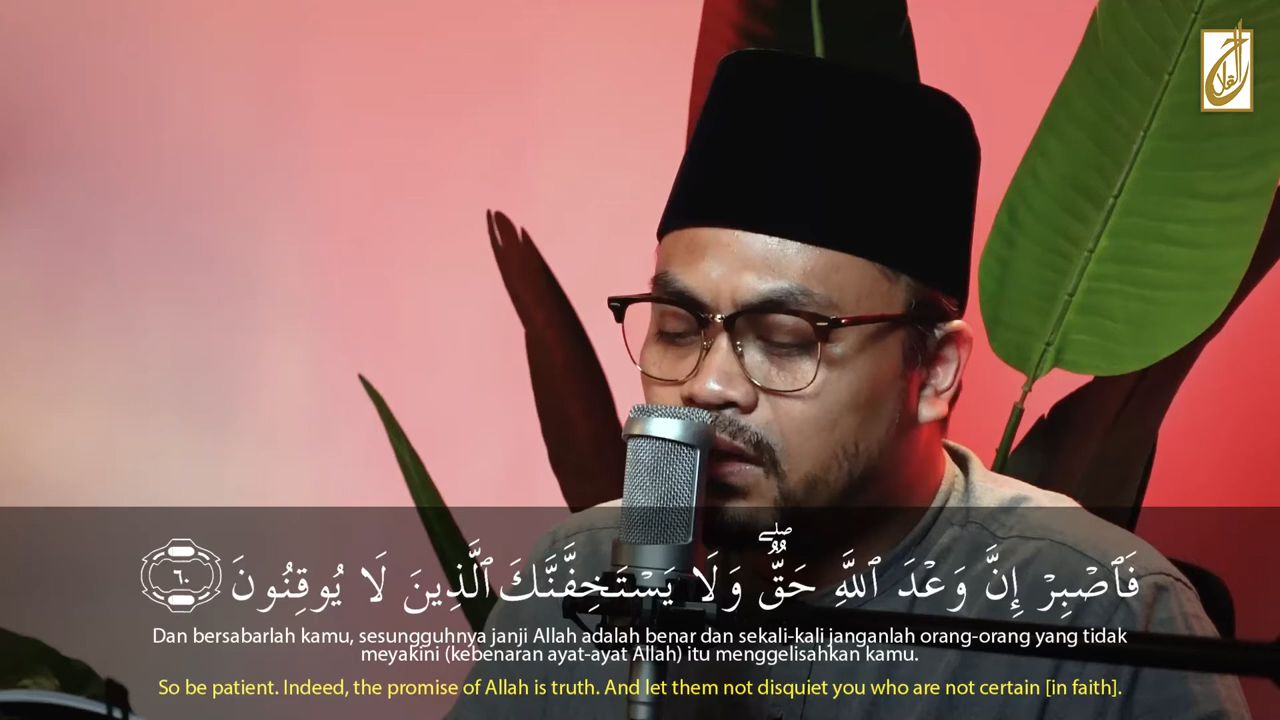 العلاج
فَٱصْبِرْ إِنَّ وَعْدَ ٱللَّهِ حَقٌّ ۖ وَلَا يَسْتَخِفَّنَّكَ ٱلَّذِينَ لَا يُوقِنُونَ ٦٠
Dan bersabarlah kamu, sesungguhnya janji Allah adalah benar dan sekali-kali janganlah orang-orang yang tidak
meyakini (kebenaran ayat-ayat Allah) itu menggelisahkan kamu.
So be patient. Indeed, the promise of Allah is truth. And let them not disquiet you who are not certain [in faith].